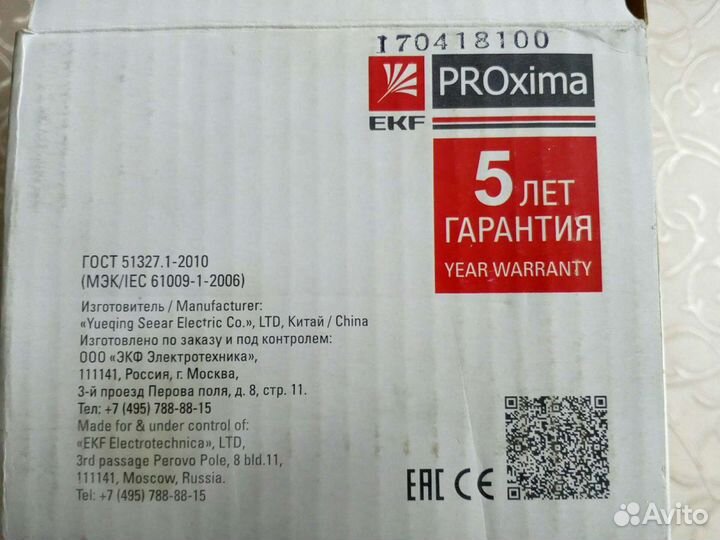 170418100
PROxima
EKF
5 ЛЕТ
ГАРАНТИЯ
YEAR WARRANTY
ГОСТ 51327.1-2010
(МЭК/IEC 61009-1-2006)
Изготовитель / Manufacturer:
«Yueqing Seear Electric Co.», LTD, Китай / China
Изготовлено по заказу и под контролем:
ООО «ЭКФ Электротехника»,
111141, Россия, г. Москва,
3-й проезд Перова поля, д. 8, стр. 11.
Тел: +7 (495) 788-88-15
Made for & under control of:
«EKF Electrotechnica», LTD,
3rd passage Perovo Pole, 8 bld.11,
111141, Moscow, Russia.
Tel.: +7 (495) 788-88-15
EAC CE
Avito